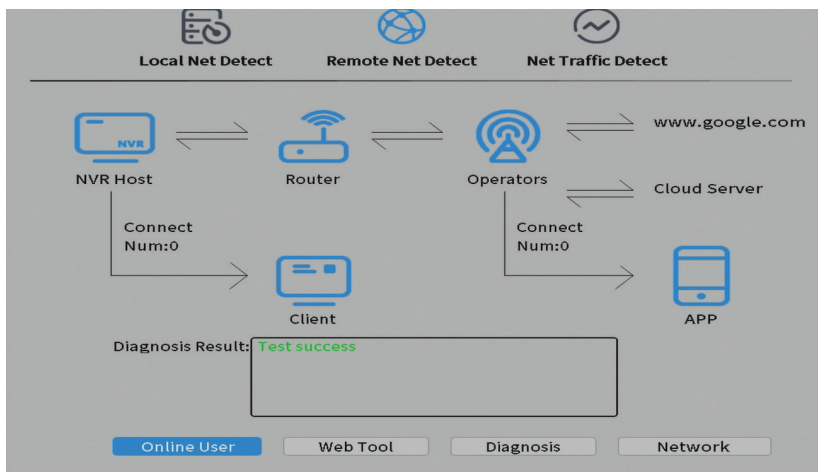 Local Net Detect Remote Net Detect Net Traffic Detect
NVR
www.google.com
NVR Host Router Operators
Cloud Server
Connect
Num:0
Connect
Num:0
Client
APP
Diagnosis Result: Test success
Online User Web Tool Diagnosis Network